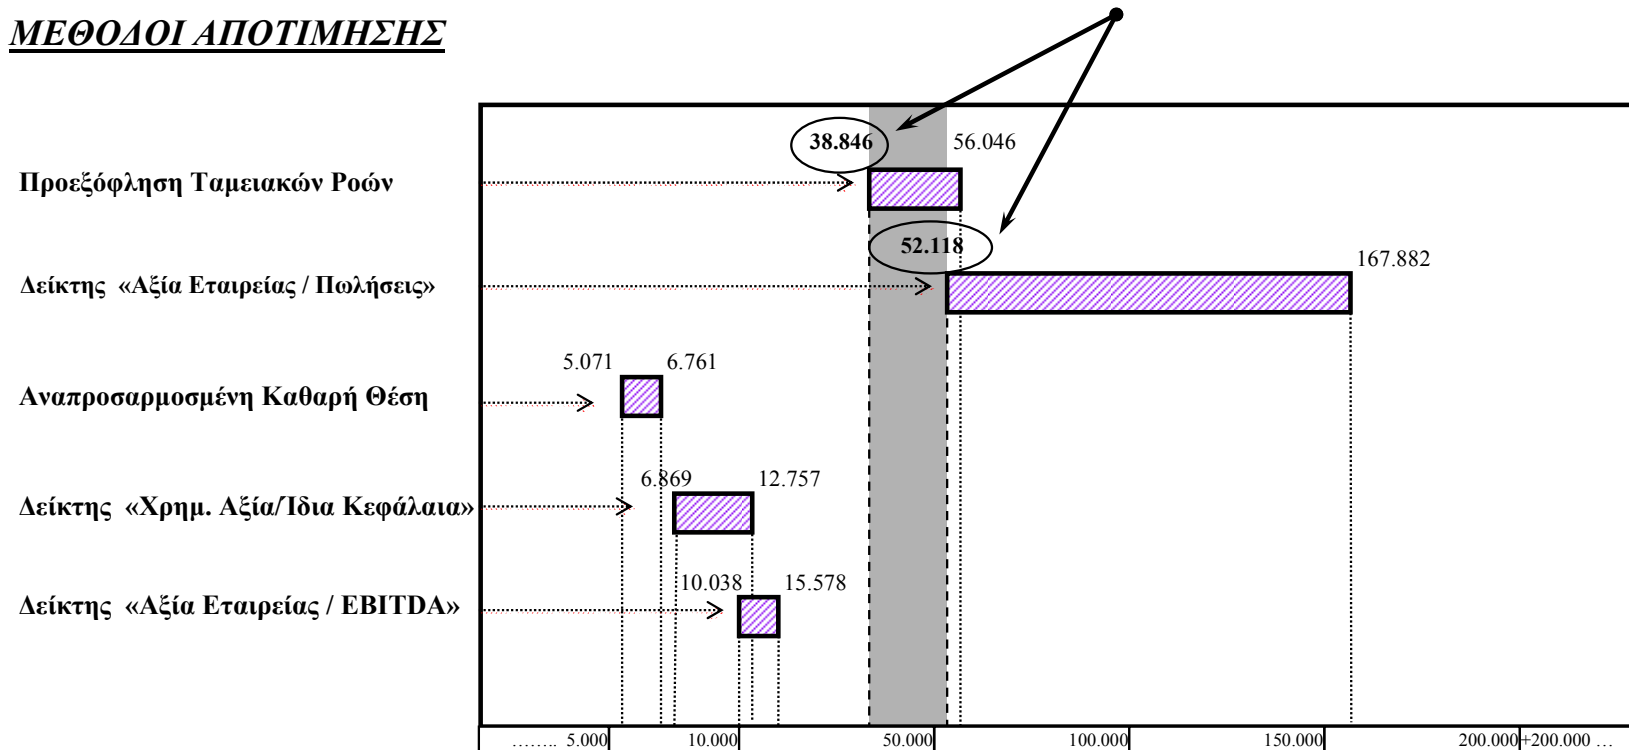 ΜΕΘΟΔΟΙ ΑΠΟΤΙΜΗΣΗΣ
38.846 56.046
Προεξόφληση Ταμειακών Ροών
52.118 167.882
Δείκτης «Αξία Εταιρείας / Πωλήσεις»
5.071 6.761
Αναπροσαρμοσμένη Καθαρή Θέση
6.869 12.757
Δείκτης «Χρημ. Αξία/Ίδια Κεφάλαια»
10.038 15.578
Δείκτης «Αξία Εταιρείας / EBITDA»
…….. 5.000 10.000 50.000 100.000 150.000 200.000+200.000 …